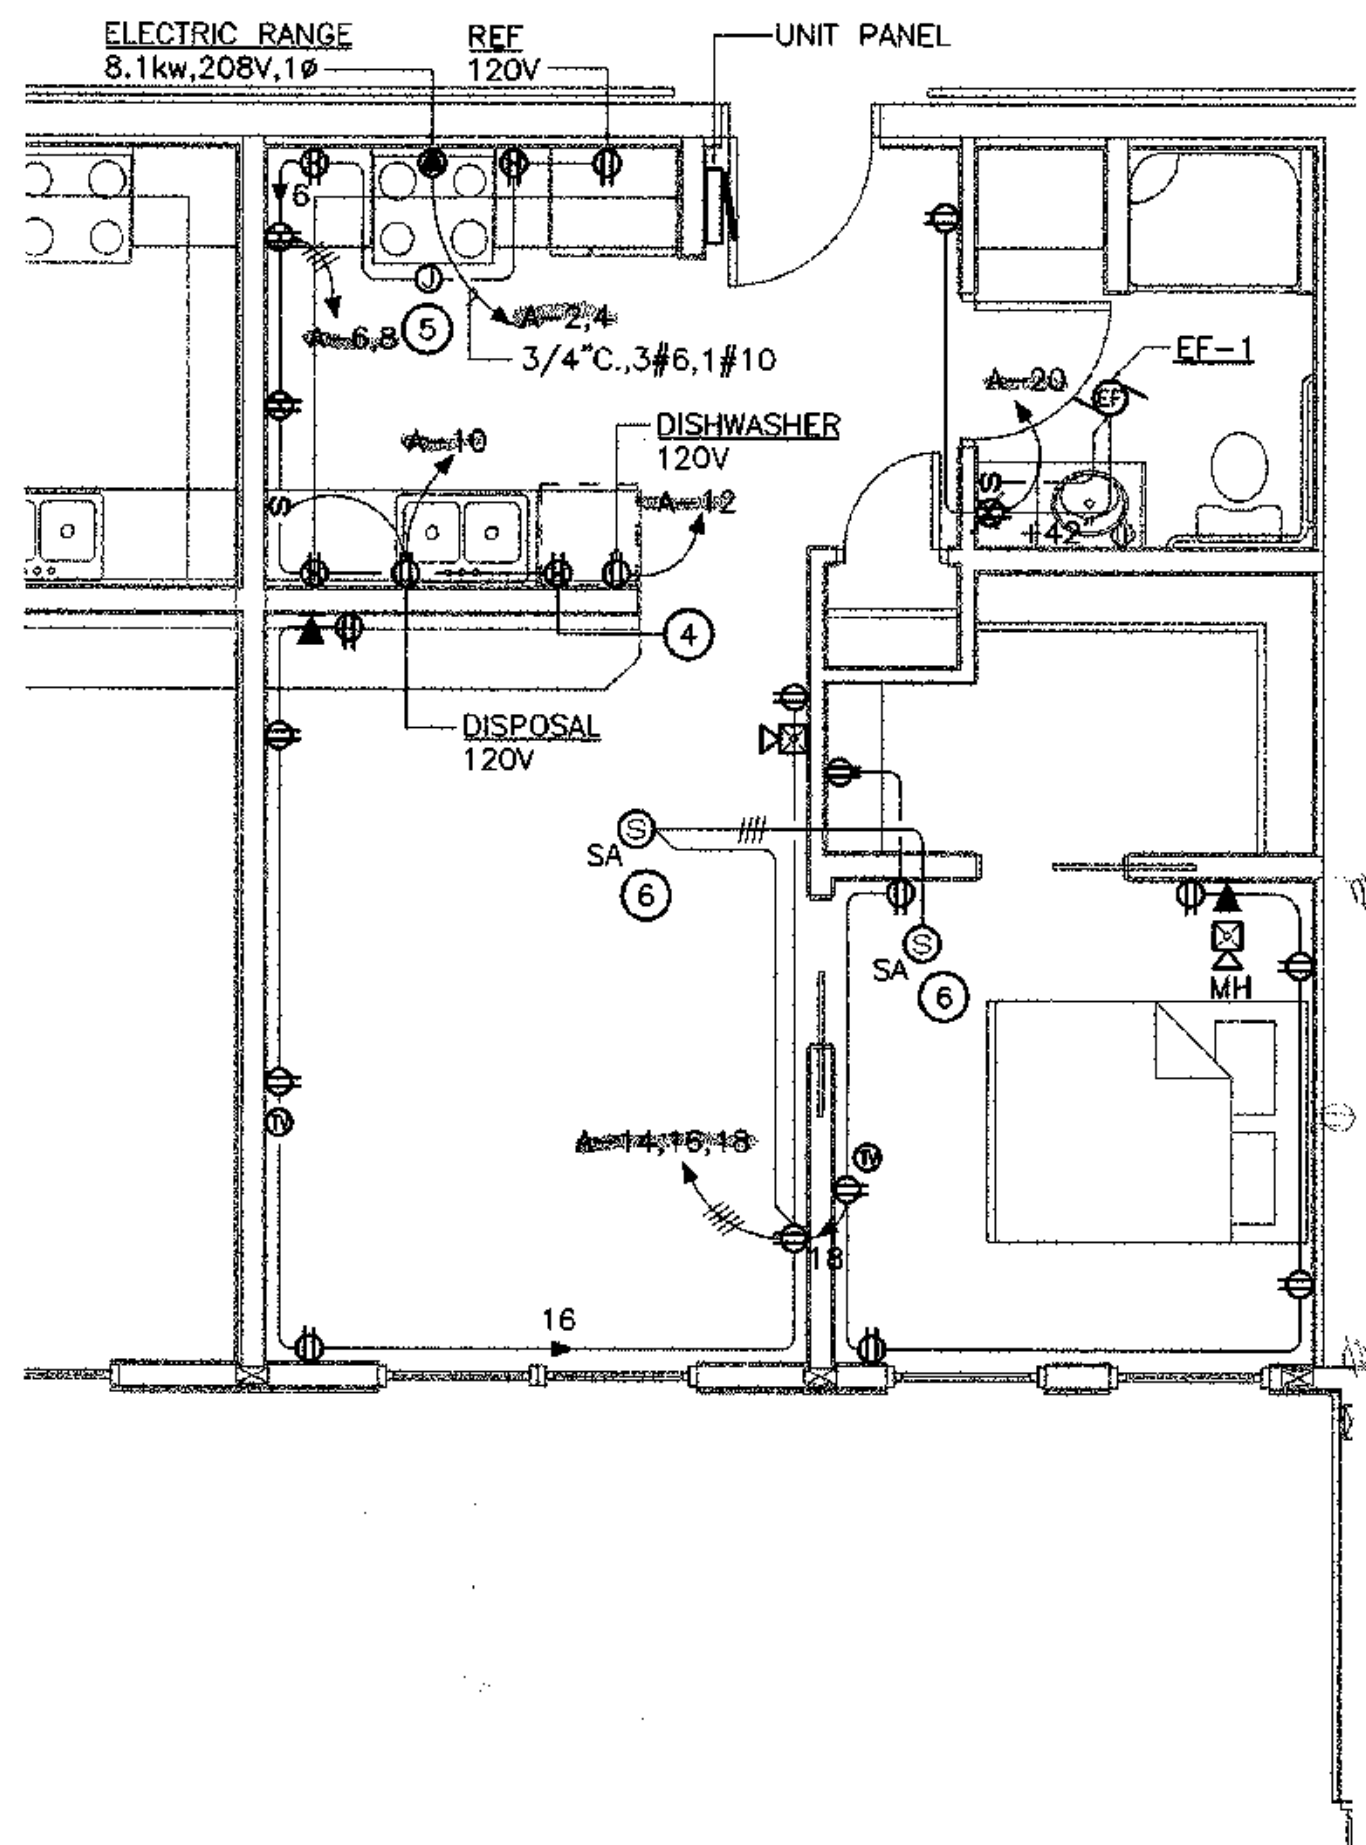 ELECTRIC RANGE
8.1kw,208V,1ø
REF
120V
UNIT PANEL
6
A-6,8
5
A-2,4
3/4"C.,3#6,1#10
EF-1
EF
A-20
A-10
DISHWASHER
120V
A-12
S
S
+42
4
DISPOSAL
120V
S
SA
6
S
SA
6
MH
TV
TV
A-14,16,18
18
16